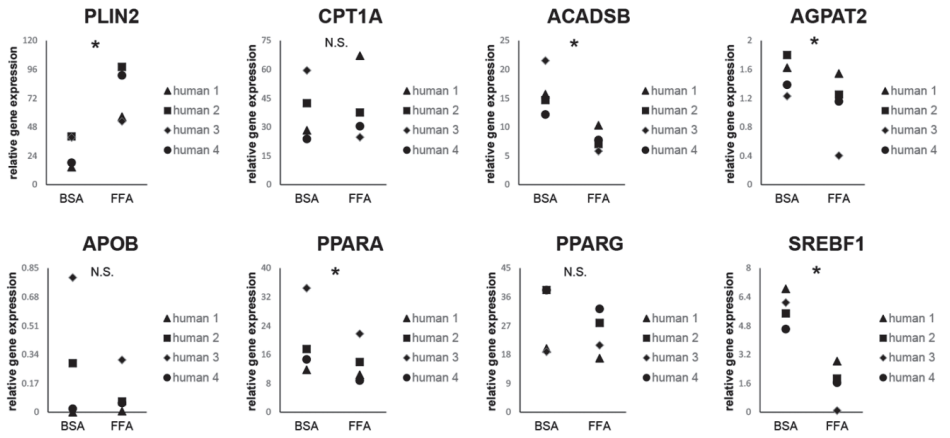 PLIN2
CPT1A
ACADSB
AGPAT2
relative gene expression
120
96
72
48
24
0
*
BSA
FFA
human 1
human 2
human 3
human 4
relative gene expression
75
60
45
30
15
0
N.S.
BSA
FFA
human 1
human 2
human 3
human 4
relative gene expression
25
20
15
10
5
0
*
BSA
FFA
human 1
human 2
human 3
human 4
relative gene expression
2
1.6
1.2
0.8
0.4
0
*
BSA
FFA
human 1
human 2
human 3
human 4
APOB
PPARA
PPARG
SREBF1
relative gene expression
0.85
0.68
0.51
0.34
0.17
0
N.S.
BSA
FFA
human 1
human 2
human 3
human 4
relative gene expression
40
32
24
16
8
0
*
BSA
FFA
human 1
human 2
human 3
human 4
relative gene expression
45
36
27
18
9
0
N.S.
BSA
FFA
human 1
human 2
human 3
human 4
relative gene expression
8
6.4
4.8
3.2
1.6
0
*
BSA
FFA
human 1
human 2
human 3
human 4